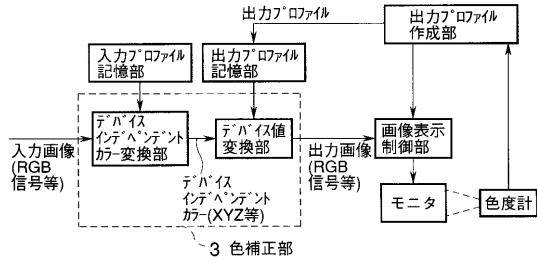 出力ﾌﾟﾛﾌｧｲﾙ
出力ﾌﾟﾛﾌｧｲﾙ
作成部
入力ﾌﾟﾛﾌｧｲﾙ
記憶部
出力ﾌﾟﾛﾌｧｲﾙ
記憶部
ﾃﾞﾊﾞｲｽ
ｲﾝﾃﾞﾍﾟﾝﾃﾞﾝﾄ
ｶﾗｰ変換部
ﾃﾞﾊﾞｲｽ値
変換部
画像表示
制御部
入力画像
(RGB
信号等)
出力画像
(RGB
信号等)
ﾃﾞﾊﾞｲｽ
ｲﾝﾃﾞﾍﾟﾝﾃﾞﾝﾄ
ｶﾗｰ(XYZ等)
モニタ
色度計
3 色補正部